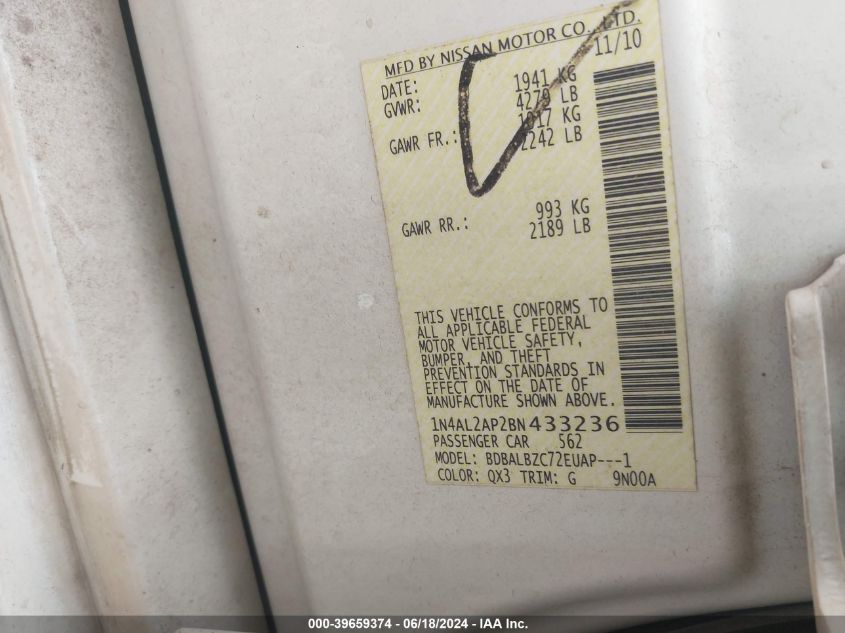 MFD BY NISSAN MOTOR CO., LTD.
DATE: 11/10
GVWR: 1941 KG
4279 LB
GAWR FR.: 1017 KG
2242 LB
GAWR RR.: 993 KG
2189 LB
THIS VEHICLE CONFORMS TO
ALL APPLICABLE FEDERAL
MOTOR VEHICLE SAFETY,
BUMPER, AND THEFT
PREVENTION STANDARDS IN
EFFECT ON THE DATE OF
MANUFACTURE SHOWN ABOVE.
1N4AL2AP2BN433236
PASSENGER CAR 562
MODEL: BDBALBZC72EUAP---1
COLOR: QX3 TRIM: G 9N00A
000-39659374 - 06/18/2024 - IAA Inc.